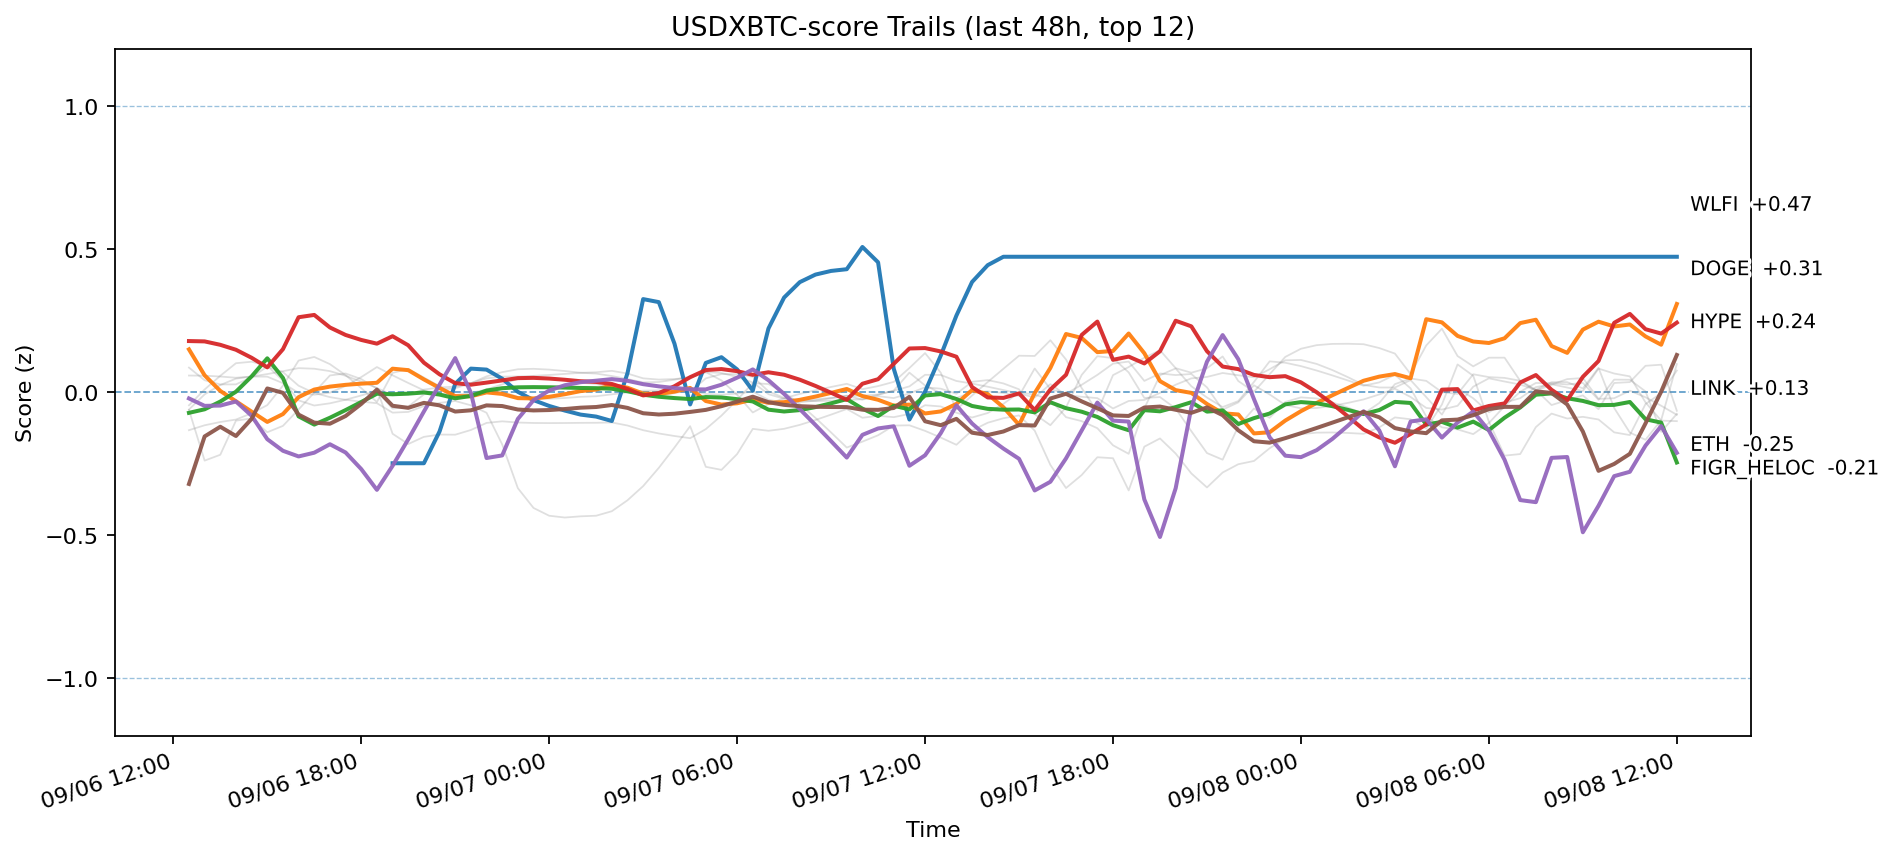 USDXBTC-score Trails (last 48h, top 12)
Score (z)
1.0
0.5
0.0
−0.5
−1.0
WLFI +0.47
DOGE +0.31
HYPE +0.24
LINK +0.13
ETH -0.25
FIGR_HELOC -0.21
09/06 12:00
09/06 18:00
09/07 00:00
09/07 06:00
09/07 12:00
09/07 18:00
09/08 00:00
09/08 06:00
09/08 12:00
Time